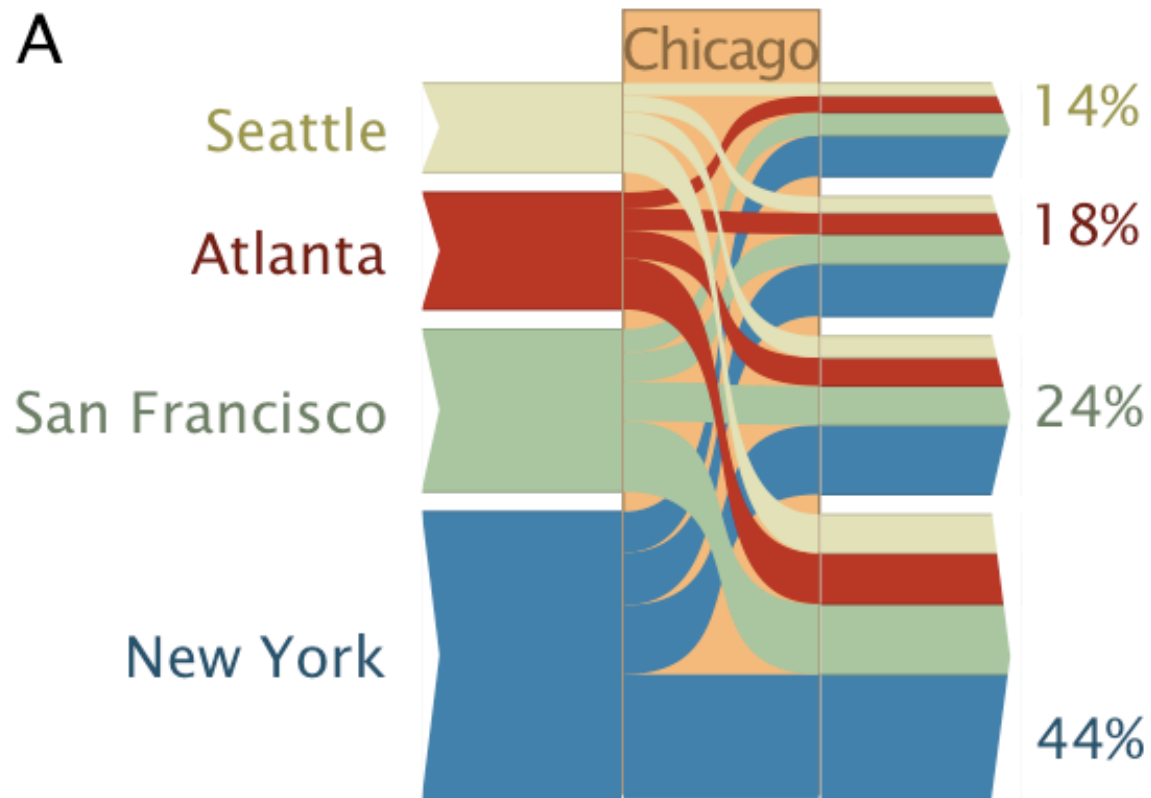 A
Chicago
Seattle
14%
Atlanta
18%
San Francisco
24%
New York
44%